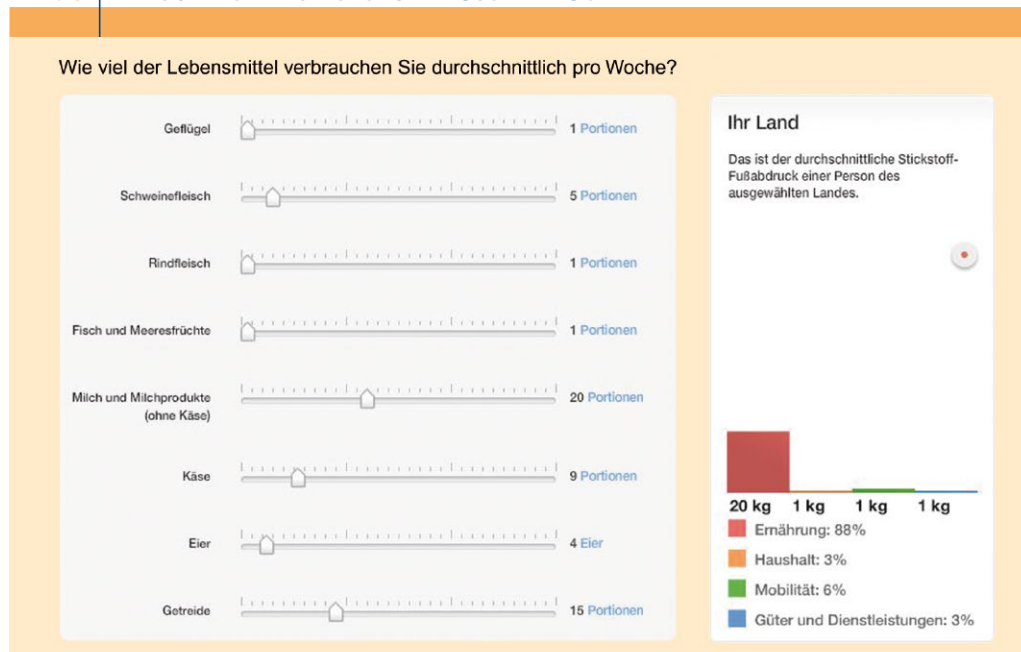 Wie viel der Lebensmittel verbrauchen Sie durchschnittlich pro Woche?
Geflügel
1 Portionen
Schweinefleisch
5 Portionen
Rindfleisch
1 Portionen
Fisch und Meeresfrüchte
1 Portionen
Milch und Milchprodukte
(ohne Käse)
20 Portionen
Käse
9 Portionen
Eier
4 Eier
Getreide
15 Portionen
Ihr Land
Das ist der durchschnittliche Stickstoff-
Fußabdruck einer Person des
ausgewählten Landes.
20 kg 1 kg 1 kg 1 kg
Ernährung: 88%
Haushalt: 3%
Mobilität: 6%
Güter und Dienstleistungen: 3%